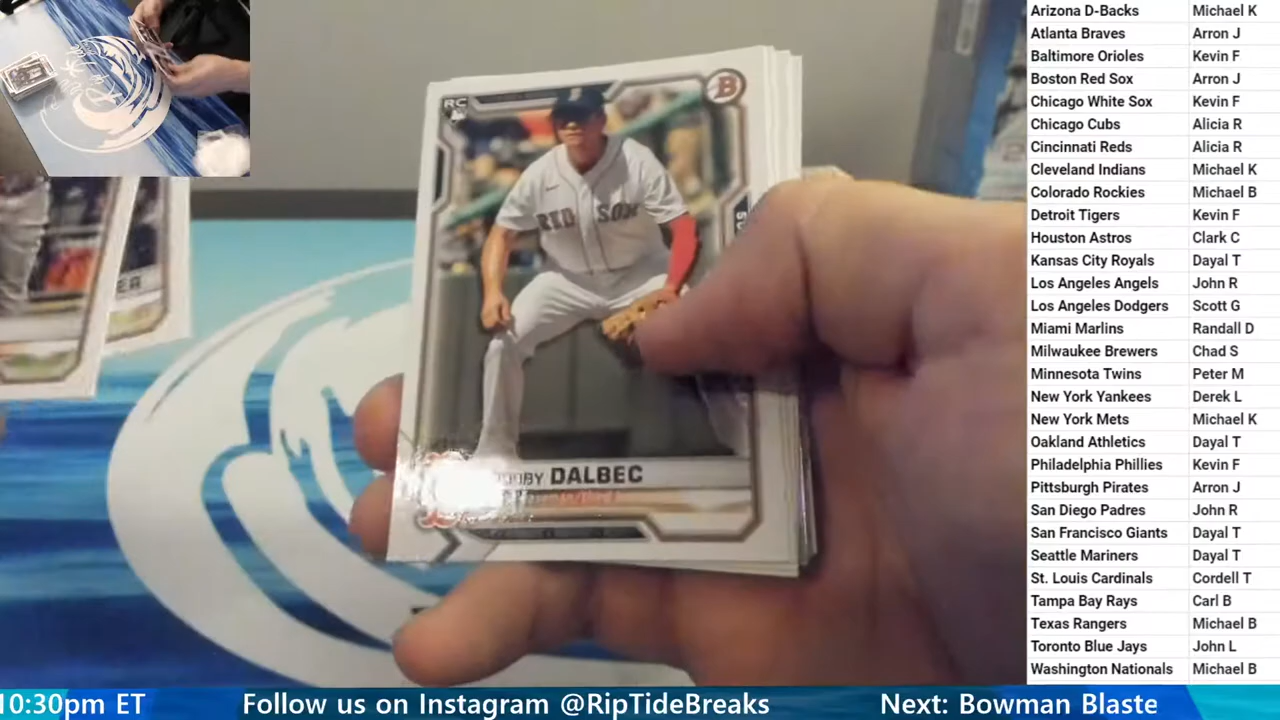 Arizona D-Backs Michael K
Atlanta Braves Arron J
Baltimore Orioles Kevin F
Boston Red Sox Arron J
Chicago White Sox Kevin F
Chicago Cubs Alicia R
Cincinnati Reds Alicia R
Cleveland Indians Michael K
Colorado Rockies Michael B
Detroit Tigers Kevin F
Houston Astros Clark C
Kansas City Royals Dayal T
Los Angeles Angels John R
Los Angeles Dodgers Scott G
Miami Marlins Randall D
Milwaukee Brewers Chad S
Minnesota Twins Peter M
New York Yankees Derek L
New York Mets Michael K
Oakland Athletics Dayal T
Philadelphia Phillies Kevin F
Pittsburgh Pirates Arron J
San Diego Padres John R
San Francisco Giants Dayal T
Seattle Mariners Dayal T
St. Louis Cardinals Cordell T
Tampa Bay Rays Carl B
Texas Rangers Michael B
Toronto Blue Jays John L
Washington Nationals Michael B
RC
B
RED SOX
DALBEC
10:30pm ET Follow us on Instagram @RipTideBreaks Next: Bowman Blaste